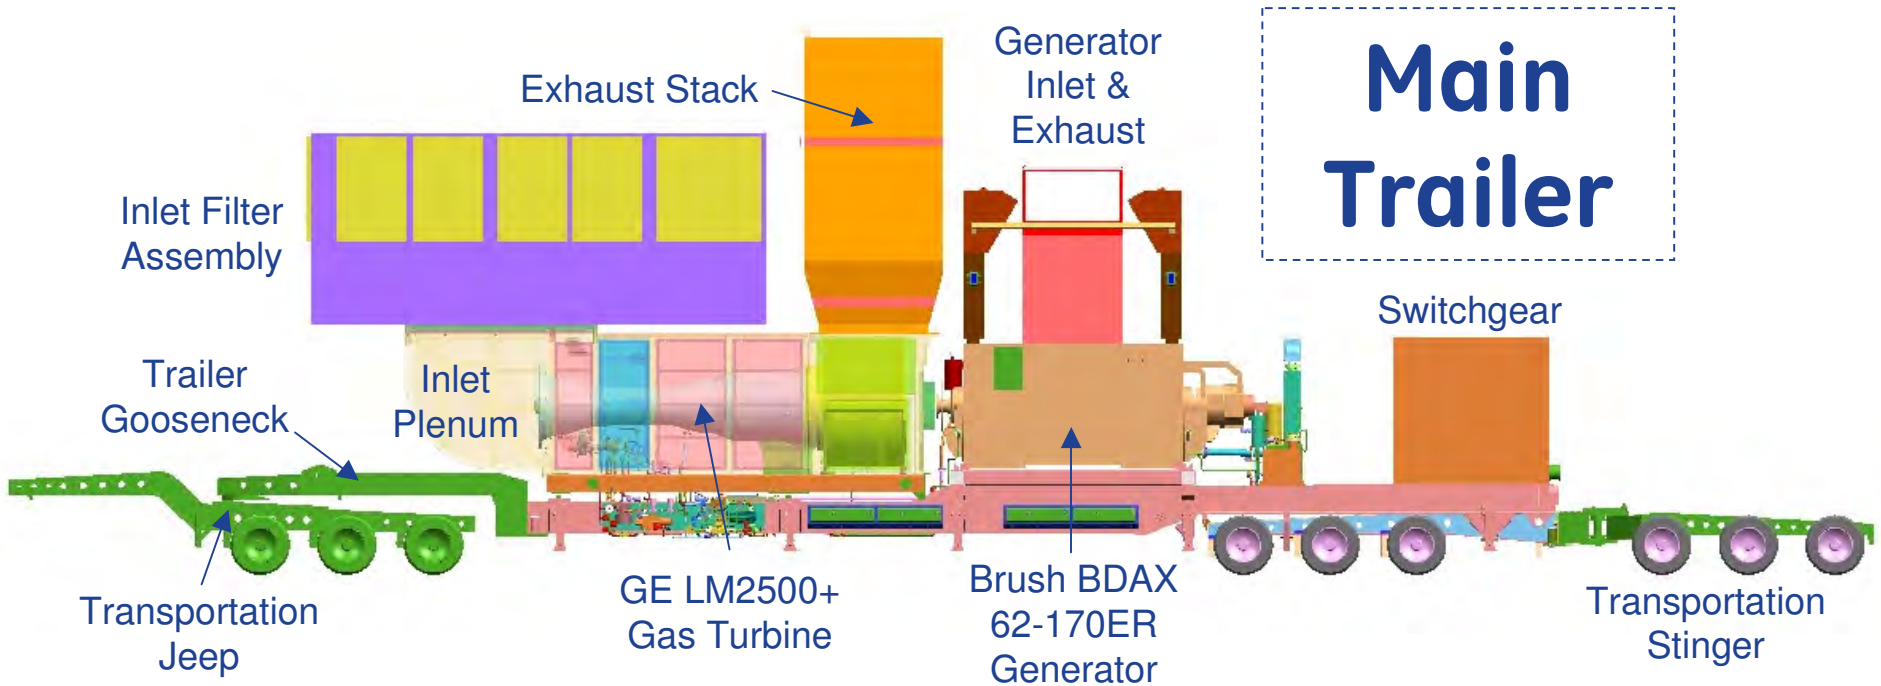 Main
Trailer
Exhaust Stack
Generator
Inlet &
Exhaust
Inlet Filter
Assembly
Switchgear
Trailer
Gooseneck
Inlet
Plenum
Transportation
Jeep
GE LM2500+
Gas Turbine
Brush BDAX
62-170ER
Generator
Transportation
Stinger